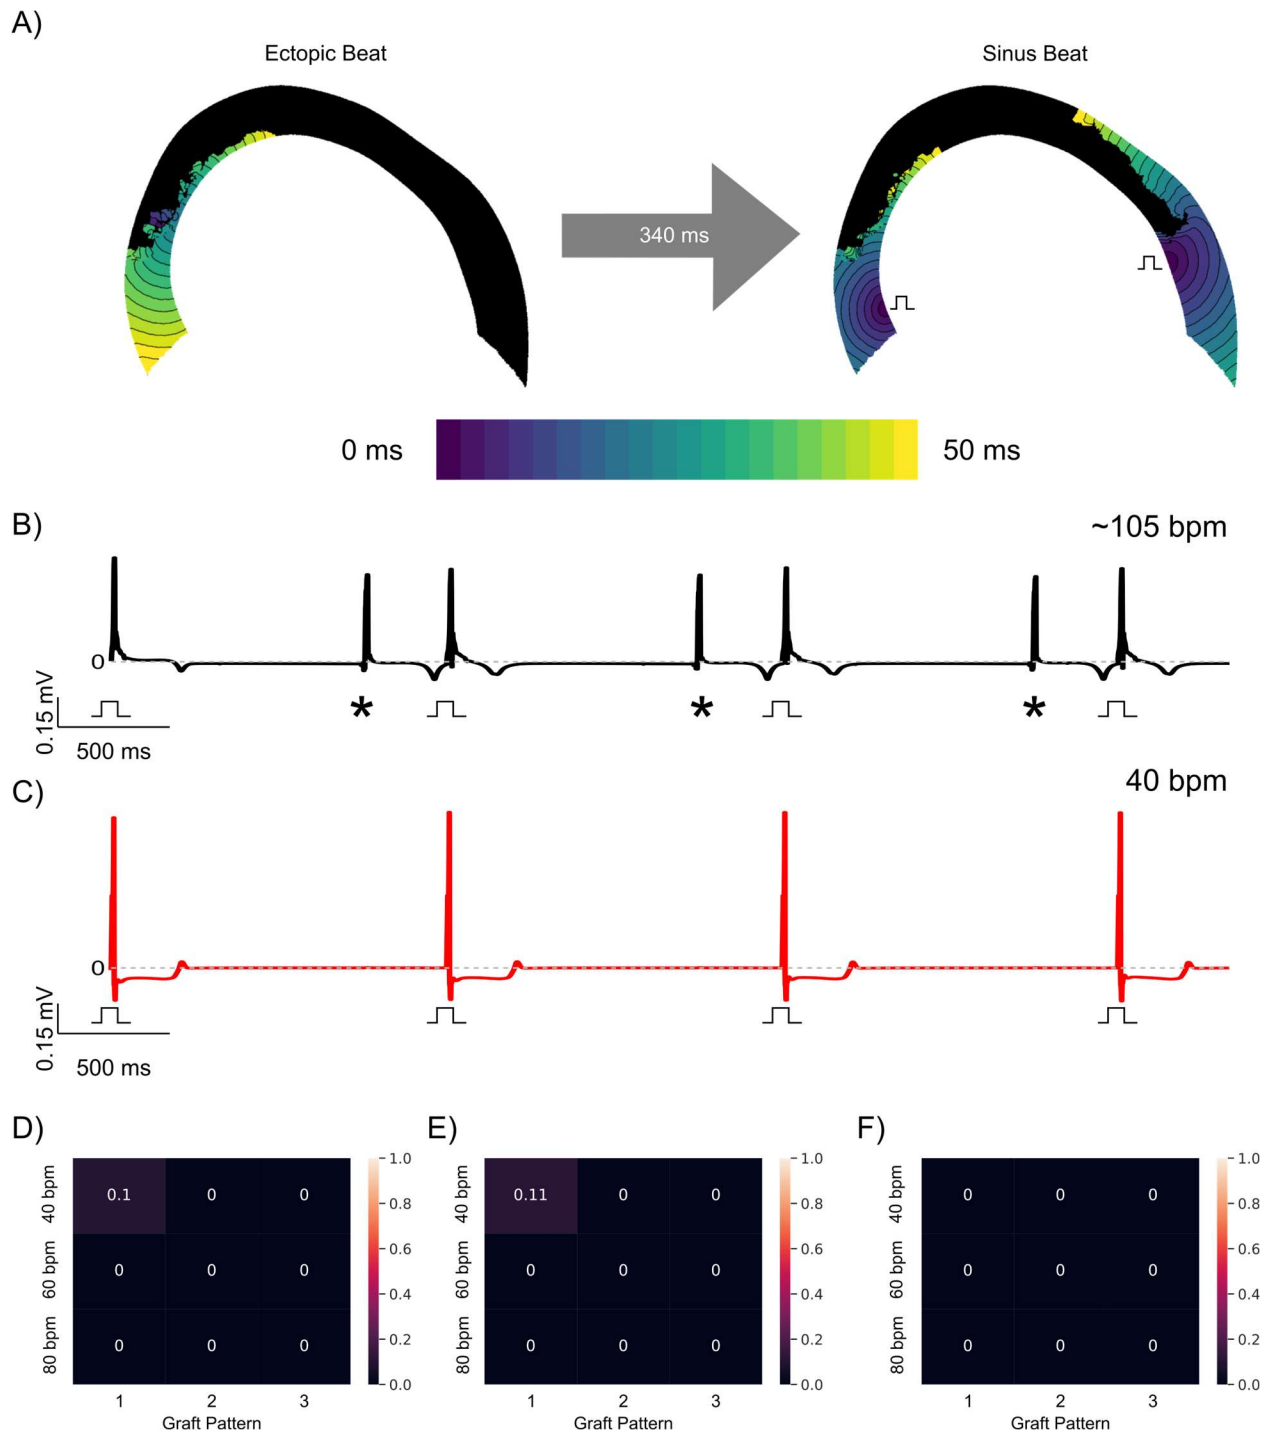 A)
Ectopic Beat
Sinus Beat
340 ms
0 ms
50 ms
B)
~105 bpm
0
0.15 mV
* * *
500 ms
C)
40 bpm
0
0.15 mV
500 ms
D)
40 bpm
60 bpm
80 bpm
0.1 0 0
0 0 0
0 0 0
1 2 3
Graft Pattern
1.0
0.8
0.6
0.4
0.2
0.0
E)
40 bpm
60 bpm
80 bpm
0.11 0 0
0 0 0
0 0 0
1 2 3
Graft Pattern
1.0
0.8
0.6
0.4
0.2
0.0
F)
40 bpm
60 bpm
80 bpm
0 0 0
0 0 0
0 0 0
1 2 3
Graft Pattern
1.0
0.8
0.6
0.4
0.2
0.0